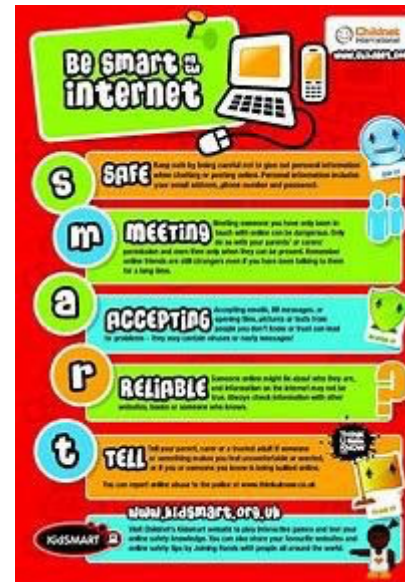 Be smart on the internet
Childnet
International
www.childnet.com
s
SAFE Keep safe by being careful not to give out personal information
when chatting or posting online. Personal information includes
your email address, phone number and password.
m
MEETING Meeting someone you have only been in
touch with online can be dangerous. Only
do so with your parents' or carers'
permission and even then only when they can be present. Remember
online friends are still strangers even if you have been talking to them
for a long time.
a
ACCEPTING Accepting emails, IM messages, or
opening files, pictures or texts from
people you don't know or trust can lead
to problems - they may contain viruses or nasty messages!
r
RELIABLE Someone online might lie about who they are,
and information on the internet may not be
true. Always check information with other
websites, books or someone who knows.
t
TELL Tell your parent, carer or a trusted adult if someone
or something makes you feel uncomfortable or worried,
or if you or someone you know is being bullied online.
You can report online abuse to the police at www.thinkuknow.co.uk
THINK
U
KNOW
www.kidsmart.org.uk
KidSMART
Visit Childnet's Kidsmart website to play interactive games and test your
online safety knowledge. You can also share your favourite websites and
online safety tips by Joining Hands with people all around the world.